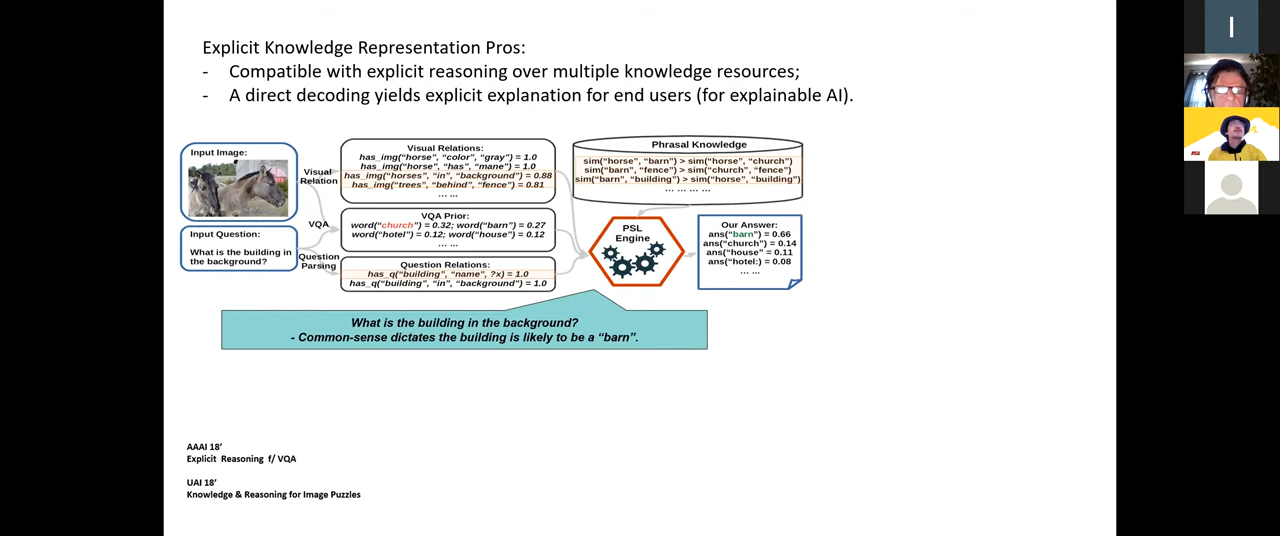 Explicit Knowledge Representation Pros:
- Compatible with explicit reasoning over multiple knowledge resources;
- A direct decoding yields explicit explanation for end users (for explainable AI).
Input Image:
Input Question:
What is the building in
the background?
Visual
Relation
VQA
Question
Parsing
Visual Relations:
has_img("horse", "color", "gray") = 1.0
has_img("horse", "has", "mane") = 1.0
has_img("horses", "in", "background") = 0.88
has_img("trees", "behind", "fence") = 0.81
... ...
VQA Prior:
word("church") = 0.32; word("barn") = 0.27
word("hotel") = 0.12; word("house") = 0.12
... ...
Question Relations:
has_q("building", "name", ?x) = 1.0
has_q("building", "in", "background") = 1.0
Phrasal Knowledge
sim("horse", "barn") > sim("horse", "church")
sim("barn", "fence") > sim("church", "fence")
sim("barn", "building") > sim("horse", "building")
... ... ... ...
PSL
Engine
Our Answer:
ans("barn") = 0.66
ans("church") = 0.14
ans("house" = 0.11
ans("hotel:) = 0.08
... ...
What is the building in the background?
- Common-sense dictates the building is likely to be a “barn”.
AAAI 18’
Explicit Reasoning f/ VQA
UAI 18’
Knowledge & Reasoning for Image Puzzles
I
ASU